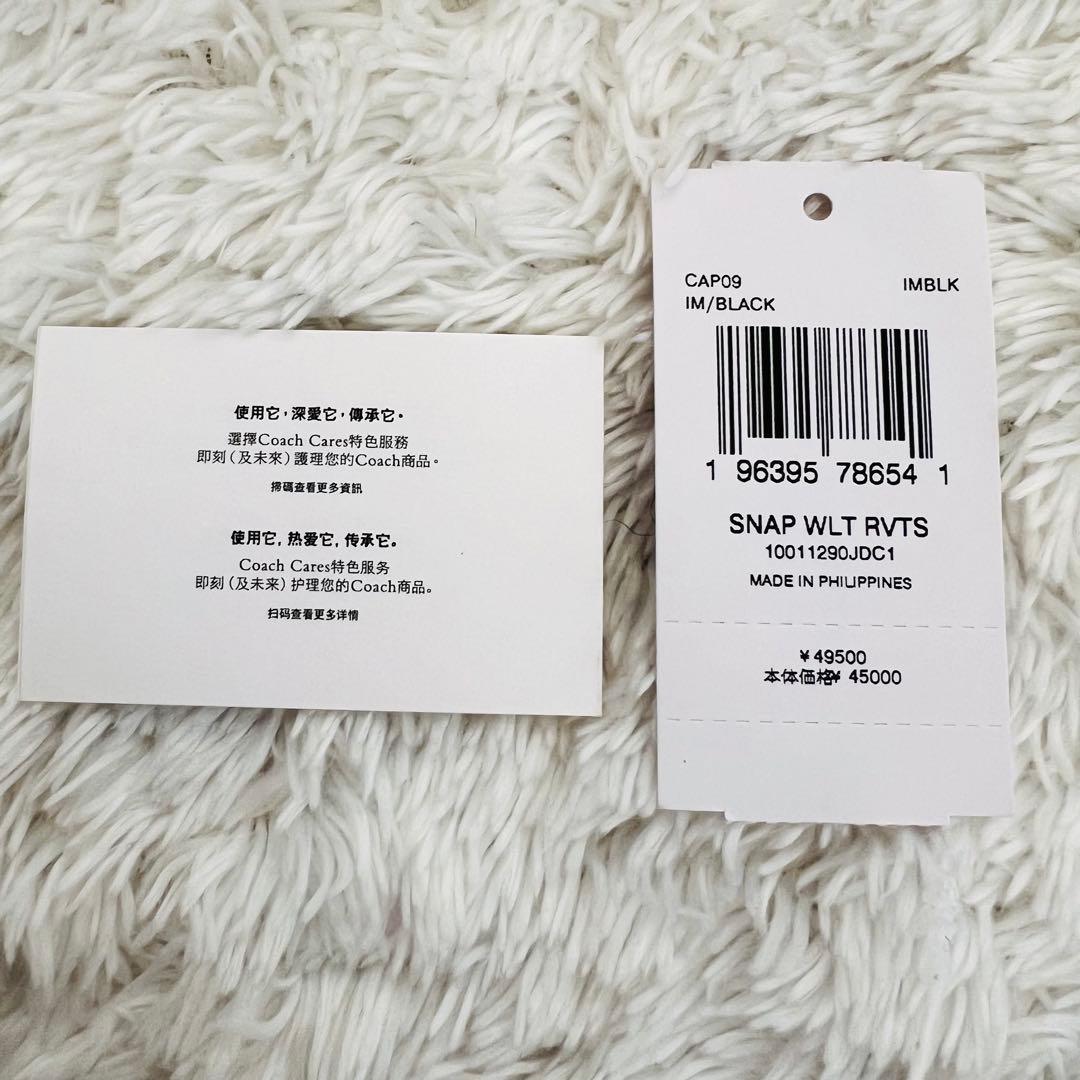 使用它，深愛它，傳承它。
選擇Coach Cares特色服務
即刻（及未來）護理您的Coach商品。
掃碼查看更多資訊
使用它, 热爱它, 传承它。
Coach Cares特色服务
即刻（及未来）护理您的Coach商品。
扫码查看更多详情
CAP09 IMBLK
IM/BLACK
1 96395 78654 1
SNAP WLT RVTS
10011290JDC1
MADE IN PHILIPPINES
¥49500
本体価格¥ 45000